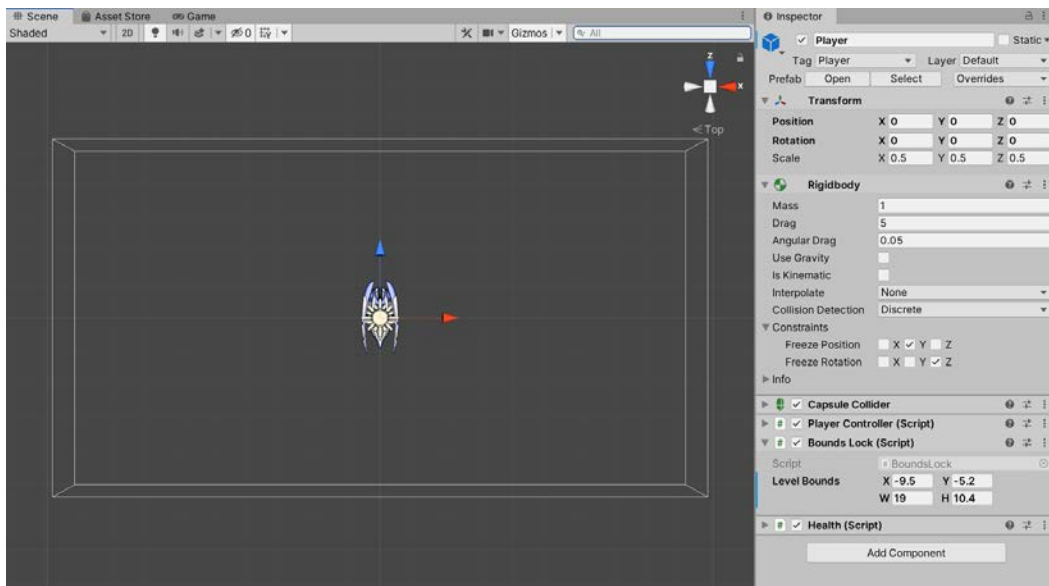 Scene Asset Store Game
Shaded 2D 0 Gizmos All
Z
X
Top
Inspector
Player Static
Tag Player Layer Default
Prefab Open Select Overrides
Transform
Position X 0 Y 0 Z 0
Rotation X 0 Y 0 Z 0
Scale X 0.5 Y 0.5 Z 0.5
Rigidbody
Mass 1
Drag 5
Angular Drag 0.05
Use Gravity
Is Kinematic
Interpolate None
Collision Detection Discrete
Constraints
Freeze Position X Y Z
Freeze Rotation X Y Z
Info
Capsule Collider
# Player Controller (Script)
# Bounds Lock (Script)
Script BoundsLock
Level Bounds X -9.5 Y -5.2
W 19 H 10.4
# Health (Script)
Add Component